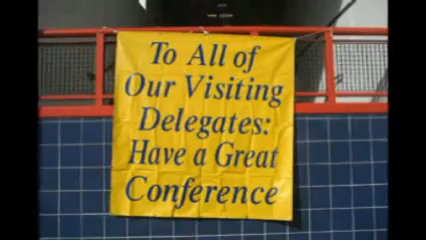 To All of
Our Visiting
Delegates:
Have a Great
Conference